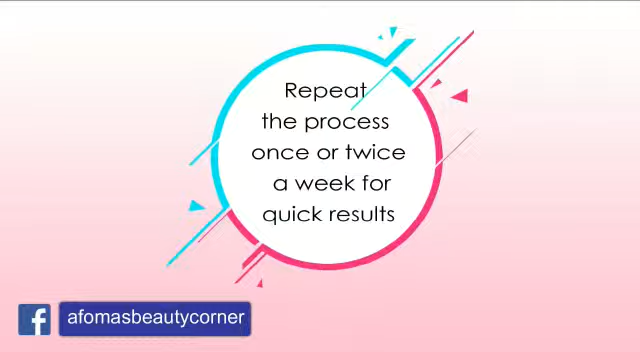 Repeat
the process
once or twice
a week for
quick results
afomasbeautycorner